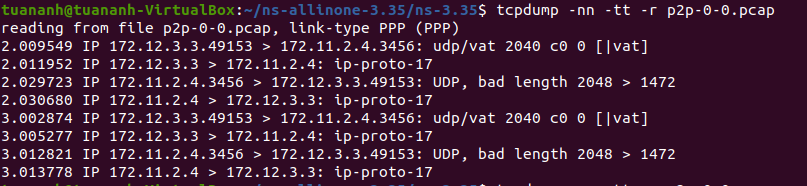 tuananh@tuananh-VirtualBox:~/ns-allinone-3.35/ns-3.35$ tcpdump -nn -tt -r p2p-0-0.pcap
reading from file p2p-0-0.pcap, link-type PPP (PPP)
2.009549 IP 172.12.3.3.49153 > 172.11.2.4.3456: udp/vat 2040 c0 0 [|vat]
2.011952 IP 172.12.3.3 > 172.11.2.4: ip-proto-17
2.029723 IP 172.11.2.4.3456 > 172.12.3.3.49153: UDP, bad length 2048 > 1472
2.030680 IP 172.11.2.4 > 172.12.3.3: ip-proto-17
3.002874 IP 172.12.3.3.49153 > 172.11.2.4.3456: udp/vat 2040 c0 0 [|vat]
3.005277 IP 172.12.3.3 > 172.11.2.4: ip-proto-17
3.012821 IP 172.11.2.4.3456 > 172.12.3.3.49153: UDP, bad length 2048 > 1472
3.013778 IP 172.11.2.4 > 172.12.3.3: ip-proto-17